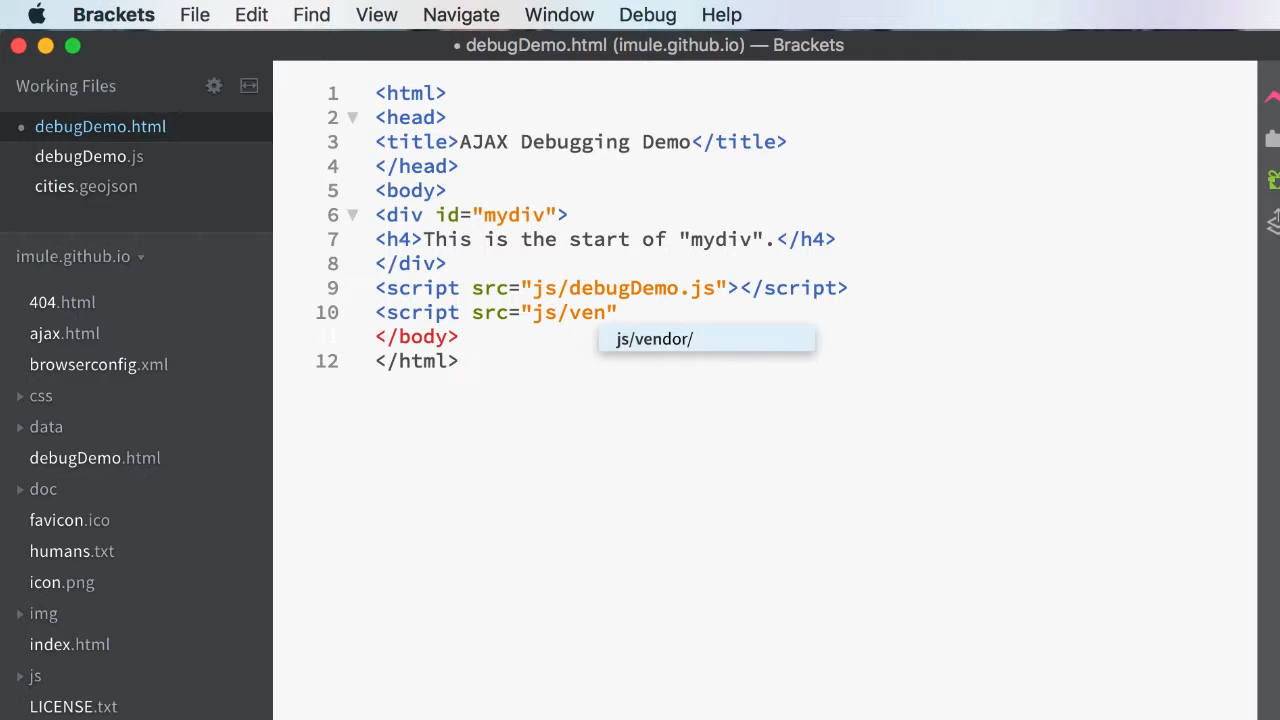 Brackets File Edit Find View Navigate Window Debug Help
• debugDemo.html (imule.github.io) — Brackets
Working Files
• debugDemo.html
debugDemo.js
cities.geojson
imule.github.io
404.html
ajax.html
browserconfig.xml
css
data
debugDemo.html
doc
favicon.ico
humans.txt
icon.png
img
index.html
js
LICENSE.txt
1 <html>
2 <head>
3 <title>AJAX Debugging Demo</title>
4 </head>
5 <body>
6 <div id="mydiv">
7 <h4>This is the start of "mydiv".</h4>
8 </div>
9 <script src="js/debugDemo.js"></script>
10 <script src="js/ven"
js/vendor/
11 </body>
12 </html>